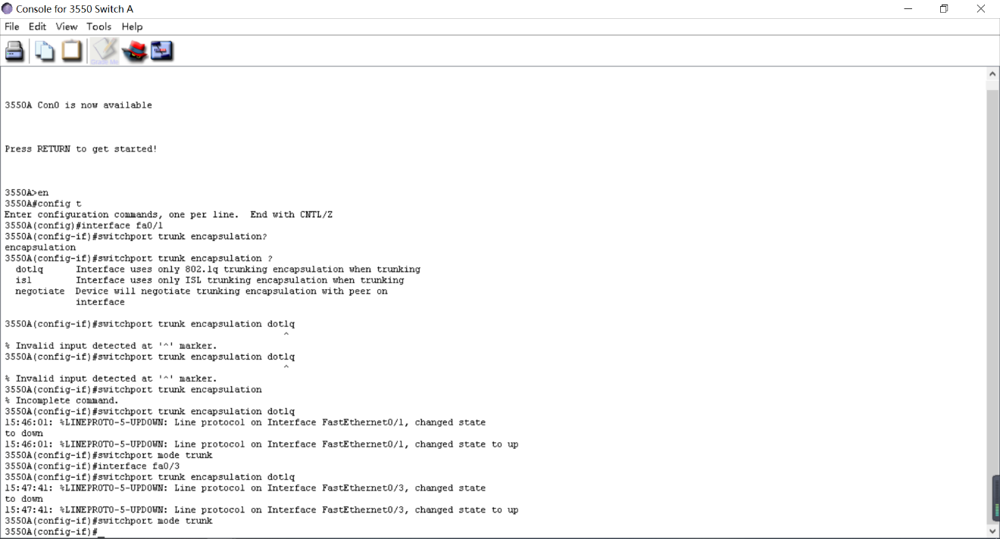 Console for 3550 Switch A
File Edit View Tools Help
Grade Me
3550A Con0 is now available
Press RETURN to get started!
3550A>en
3550A#config t
Enter configuration commands, one per line.  End with CNTL/Z
3550A(config)#interface fa0/1
3550A(config-if)#switchport trunk encapsulation?
encapsulation
3550A(config-if)#switchport trunk encapsulation ?
  dot1q      Interface uses only 802.1q trunking encapsulation when trunking
  isl        Interface uses only ISL trunking encapsulation when trunking
  negotiate  Device will negotiate trunking encapsulation with peer on
             interface
3550A(config-if)#switchport trunk encapsulation dotlq
^
% Invalid input detected at '^' marker.
3550A(config-if)#switchport trunk encapsulation dotlq
^
% Invalid input detected at '^' marker.
3550A(config-if)#switchport trunk encapsulation
% Incomplete command.
3550A(config-if)#switchport trunk encapsulation dot1q
15:46:01: %LINEPROTO-5-UPDOWN: Line protocol on Interface FastEthernet0/1, changed state
to down
15:46:01: %LINEPROTO-5-UPDOWN: Line protocol on Interface FastEthernet0/1, changed state to up
3550A(config-if)#switchport mode trunk
3550A(config-if)#interface fa0/3
3550A(config-if)#switchport trunk encapsulation dot1q
15:47:41: %LINEPROTO-5-UPDOWN: Line protocol on Interface FastEthernet0/3, changed state
to down
15:47:41: %LINEPROTO-5-UPDOWN: Line protocol on Interface FastEthernet0/3, changed state to up
3550A(config-if)#switchport mode trunk
3550A(config-if)#_